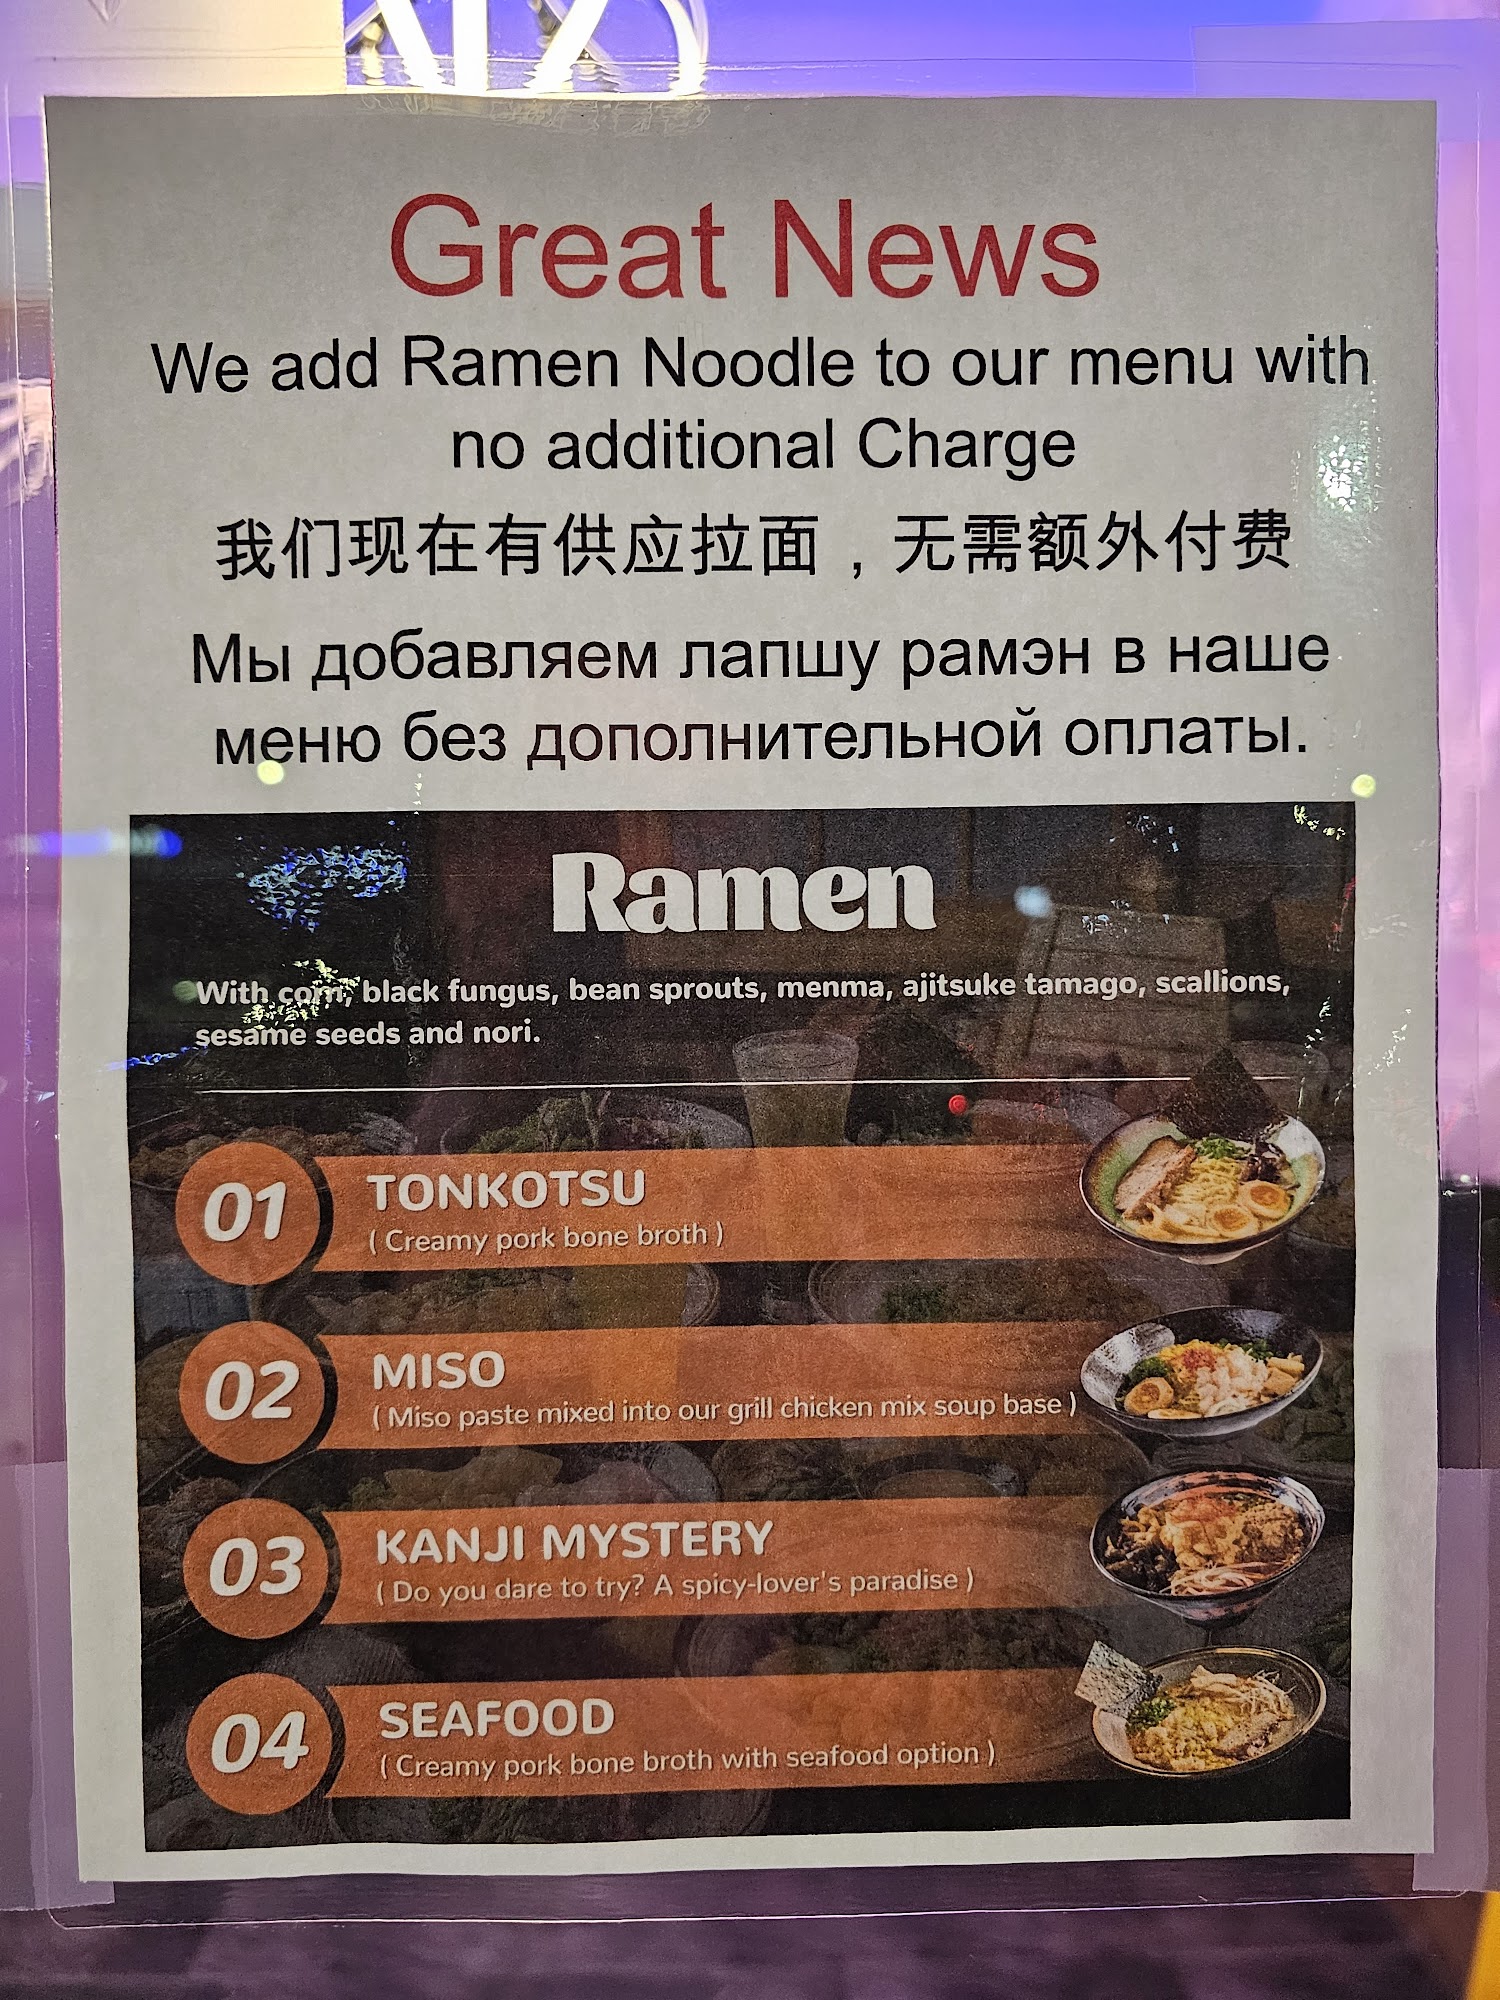 Great News
We add Ramen Noodle to our menu with
no additional Charge
我们现在有供应拉面，无需额外付费
Мы добавляем лапшу рамэн в наше
меню без дополнительной оплаты.
Ramen
With corn, black fungus, bean sprouts, menma, ajitsuke tamago, scallions,
sesame seeds and nori.
01 TONKOTSU
( Creamy pork bone broth )
02 MISO
( Miso paste mixed into our grill chicken mix soup base )
03 KANJI MYSTERY
( Do you dare to try? A spicy-lover's paradise )
04 SEAFOOD
( Creamy pork bone broth with seafood option )